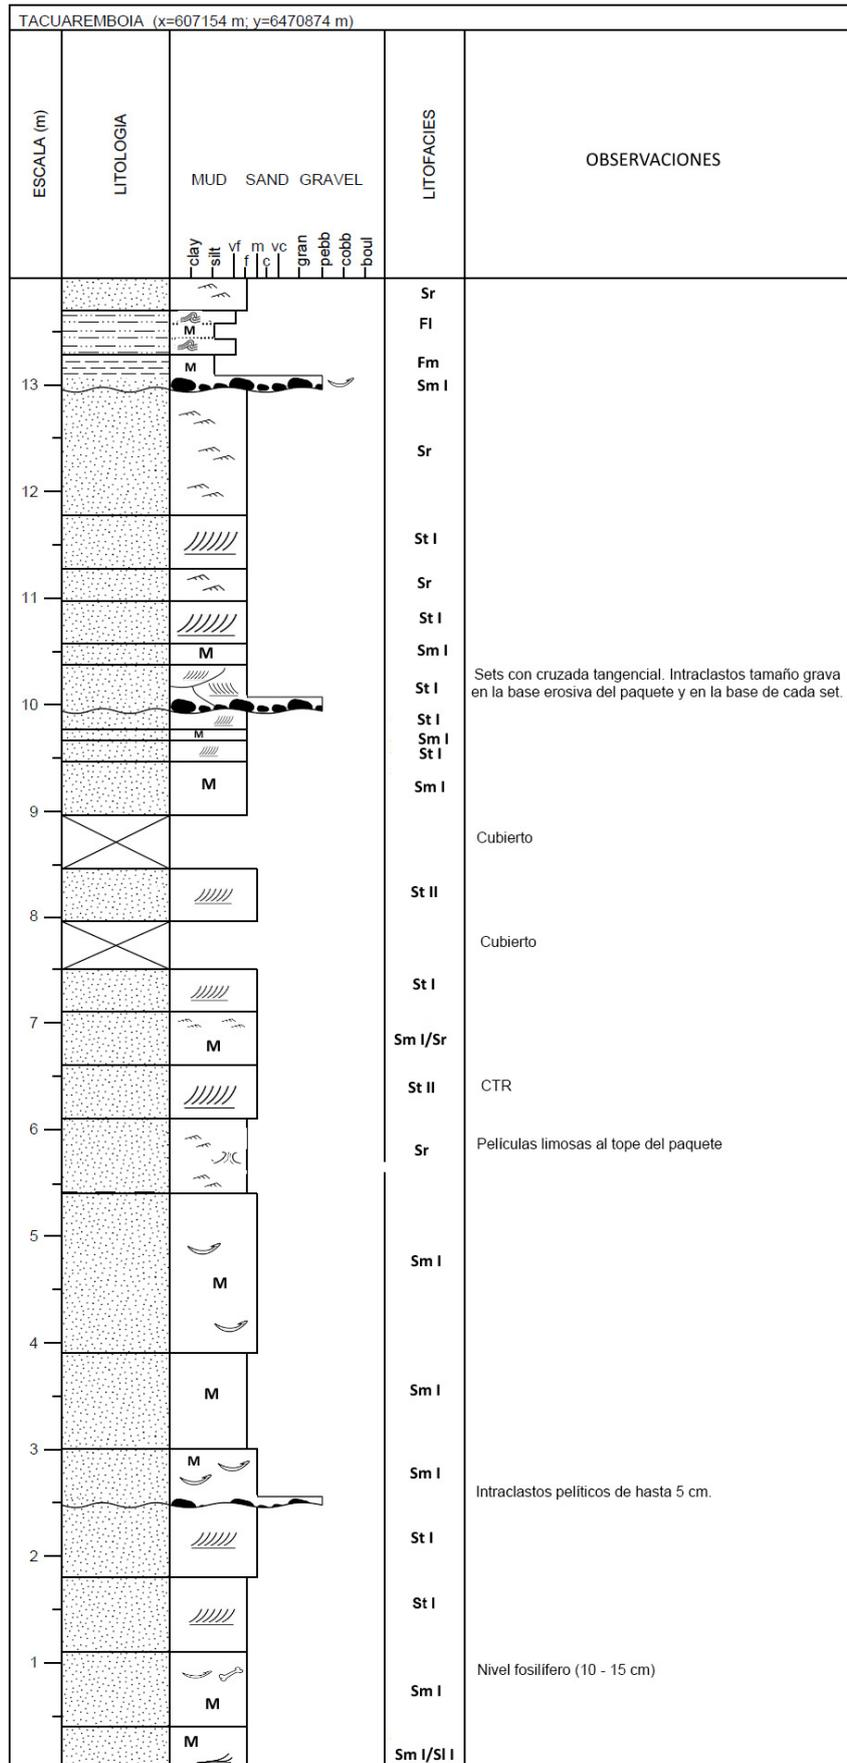 TACUAREMBOIA (x=607154 m; y=6470874 m)
ESCALA (m)
LITOLOGIA
MUD SAND GRAVEL
clay
silt
vf
f
m
c
vc
gran
pebb
cobb
boul
LITOFACIES
OBSERVACIONES
Sr
Fl
M
Fm
M
13
Sm I
Sr
12
St I
Sr
11
St I
M
Sm I
Sets con cruzada tangencial. Intraclastos tamaño grava
en la base erosiva del paquete y en la base de cada set.
St I
10
St I
M
Sm I
St I
M
Sm I
9
Cubierto
St II
8
Cubierto
St I
7
M
Sm I/Sr
St II
CTR
6
Películas limosas al tope del paquete
Sr
5
Sm I
M
4
M
Sm I
3
M
Sm I
Intraclastos pelíticos de hasta 5 cm.
St I
2
St I
1
Nivel fosilífero (10 - 15 cm)
Sm I
M
M
Sm I/Sl I